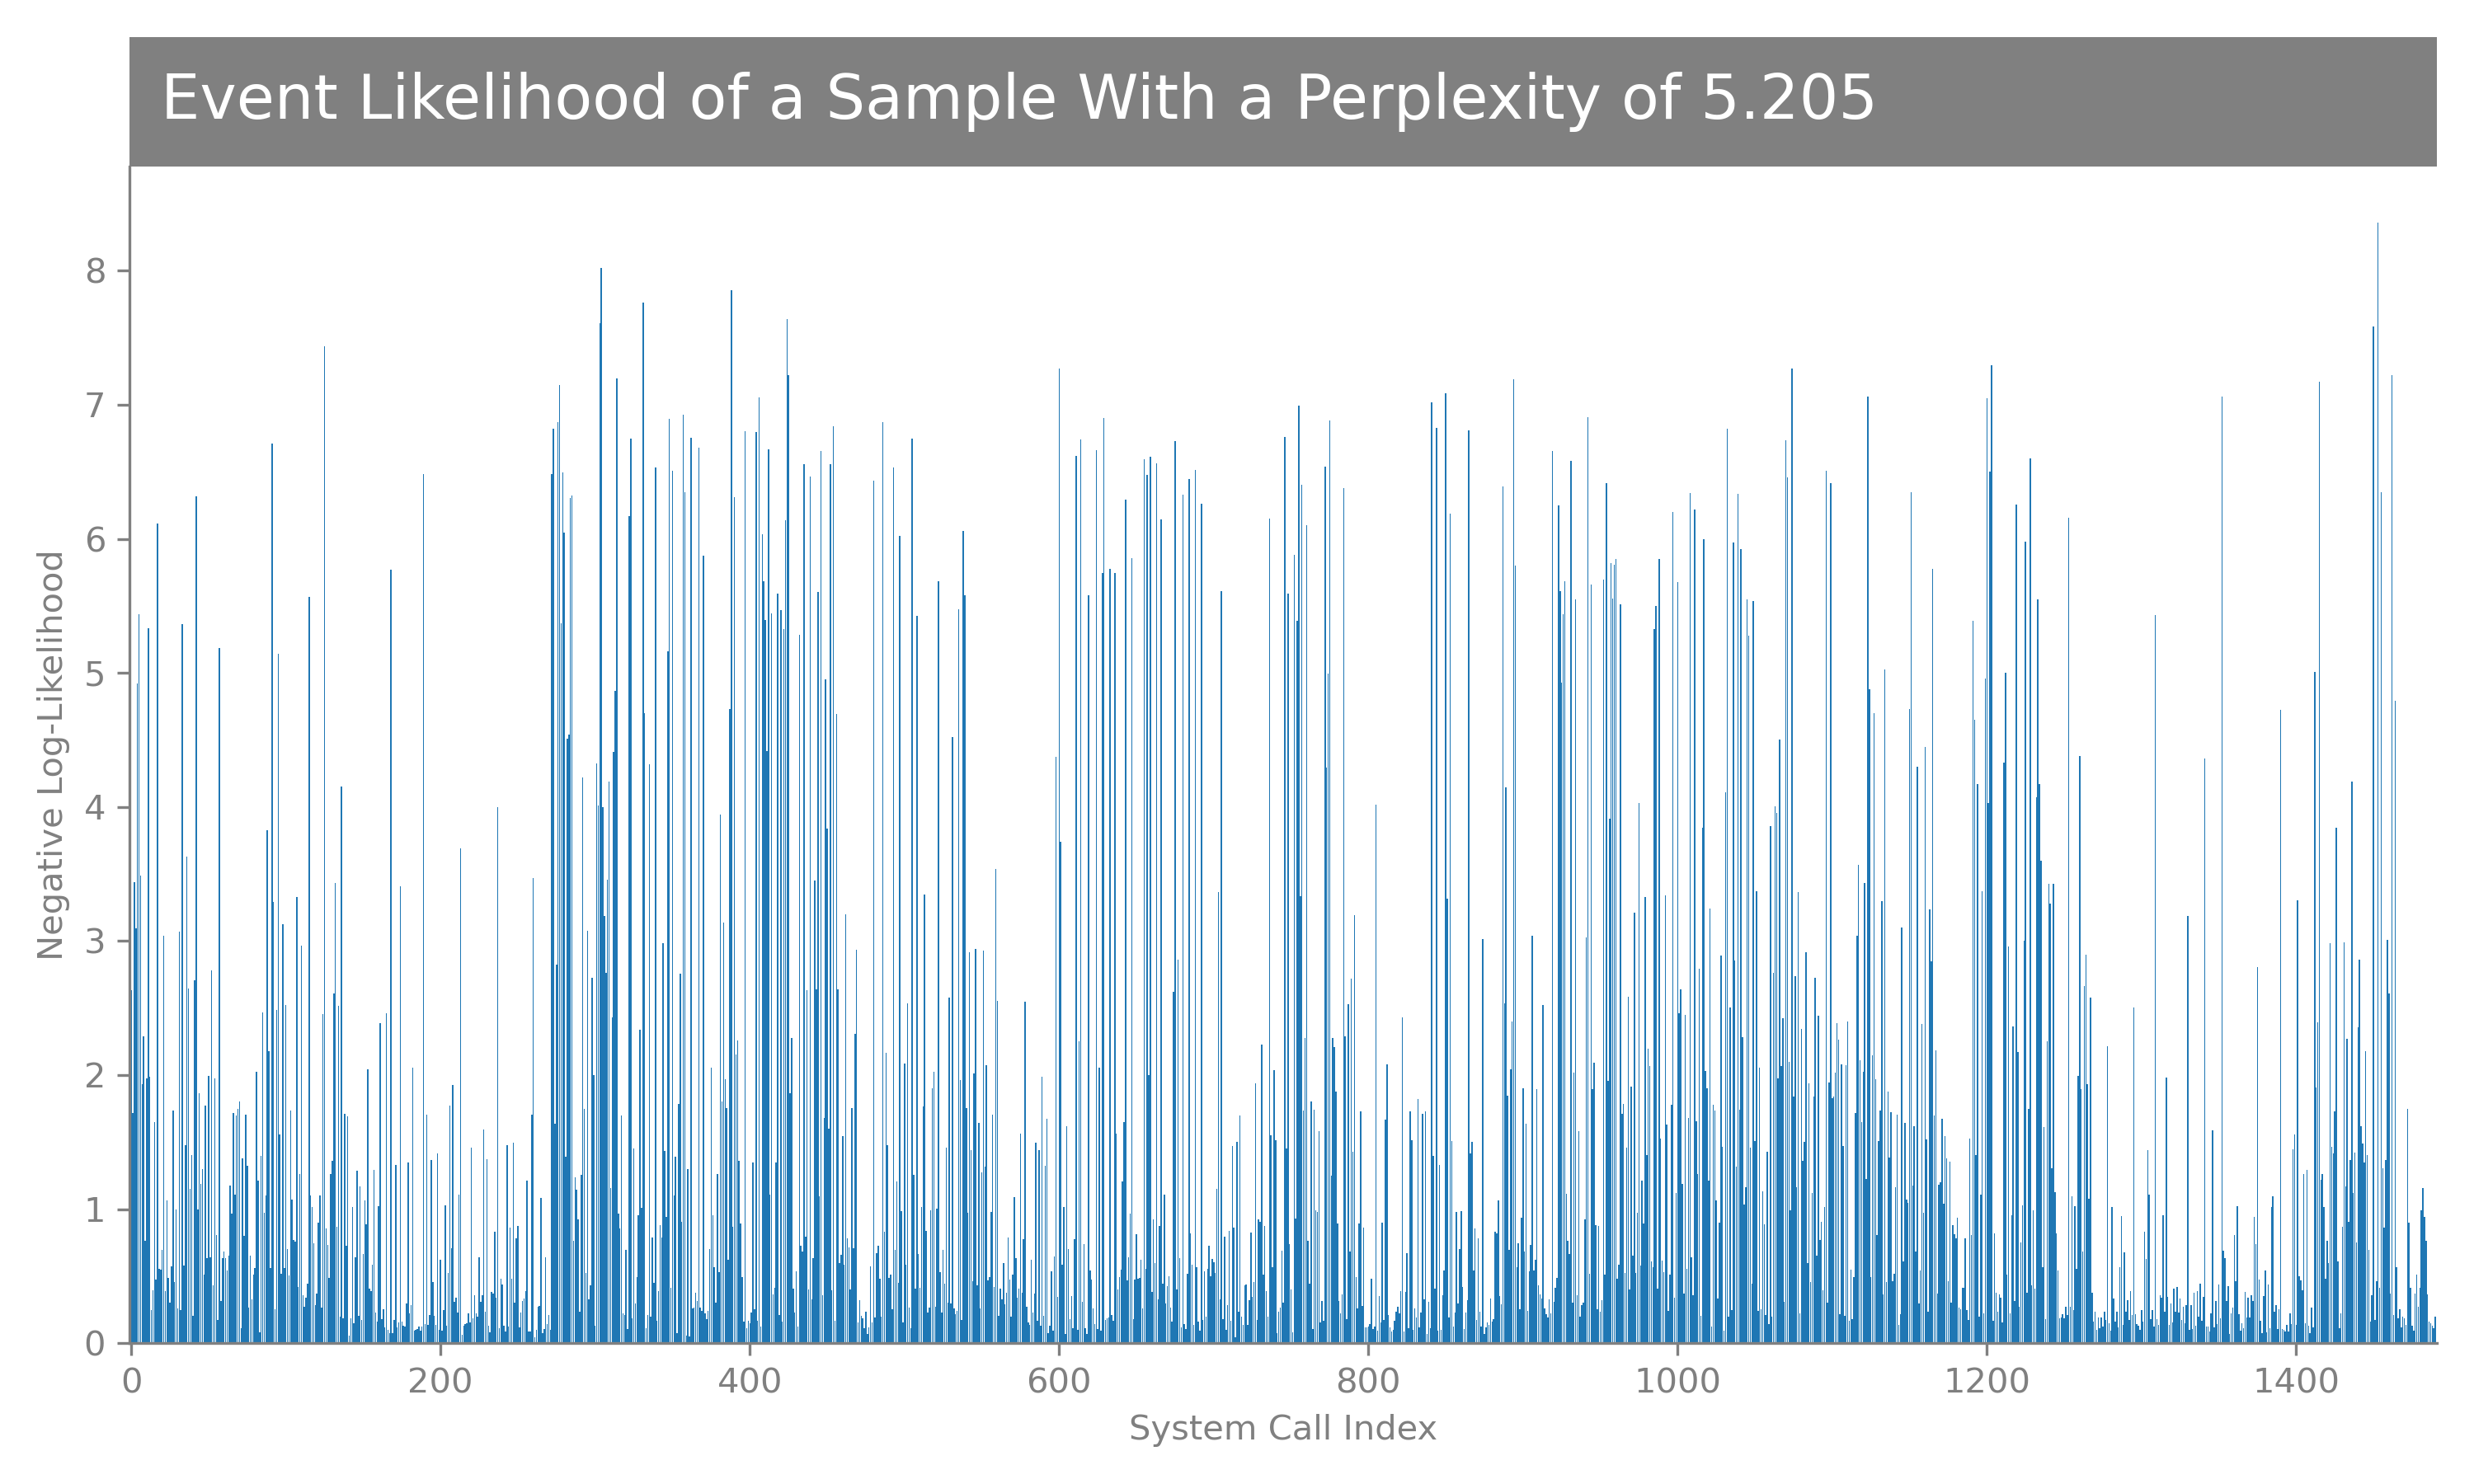 Event Likelihood of a Sample With a Perplexity of 5.205
8
7
6
5
4
3
2
1
0
Negative Log-Likelihood
0 200 400 600 800 1000 1200 1400
System Call Index